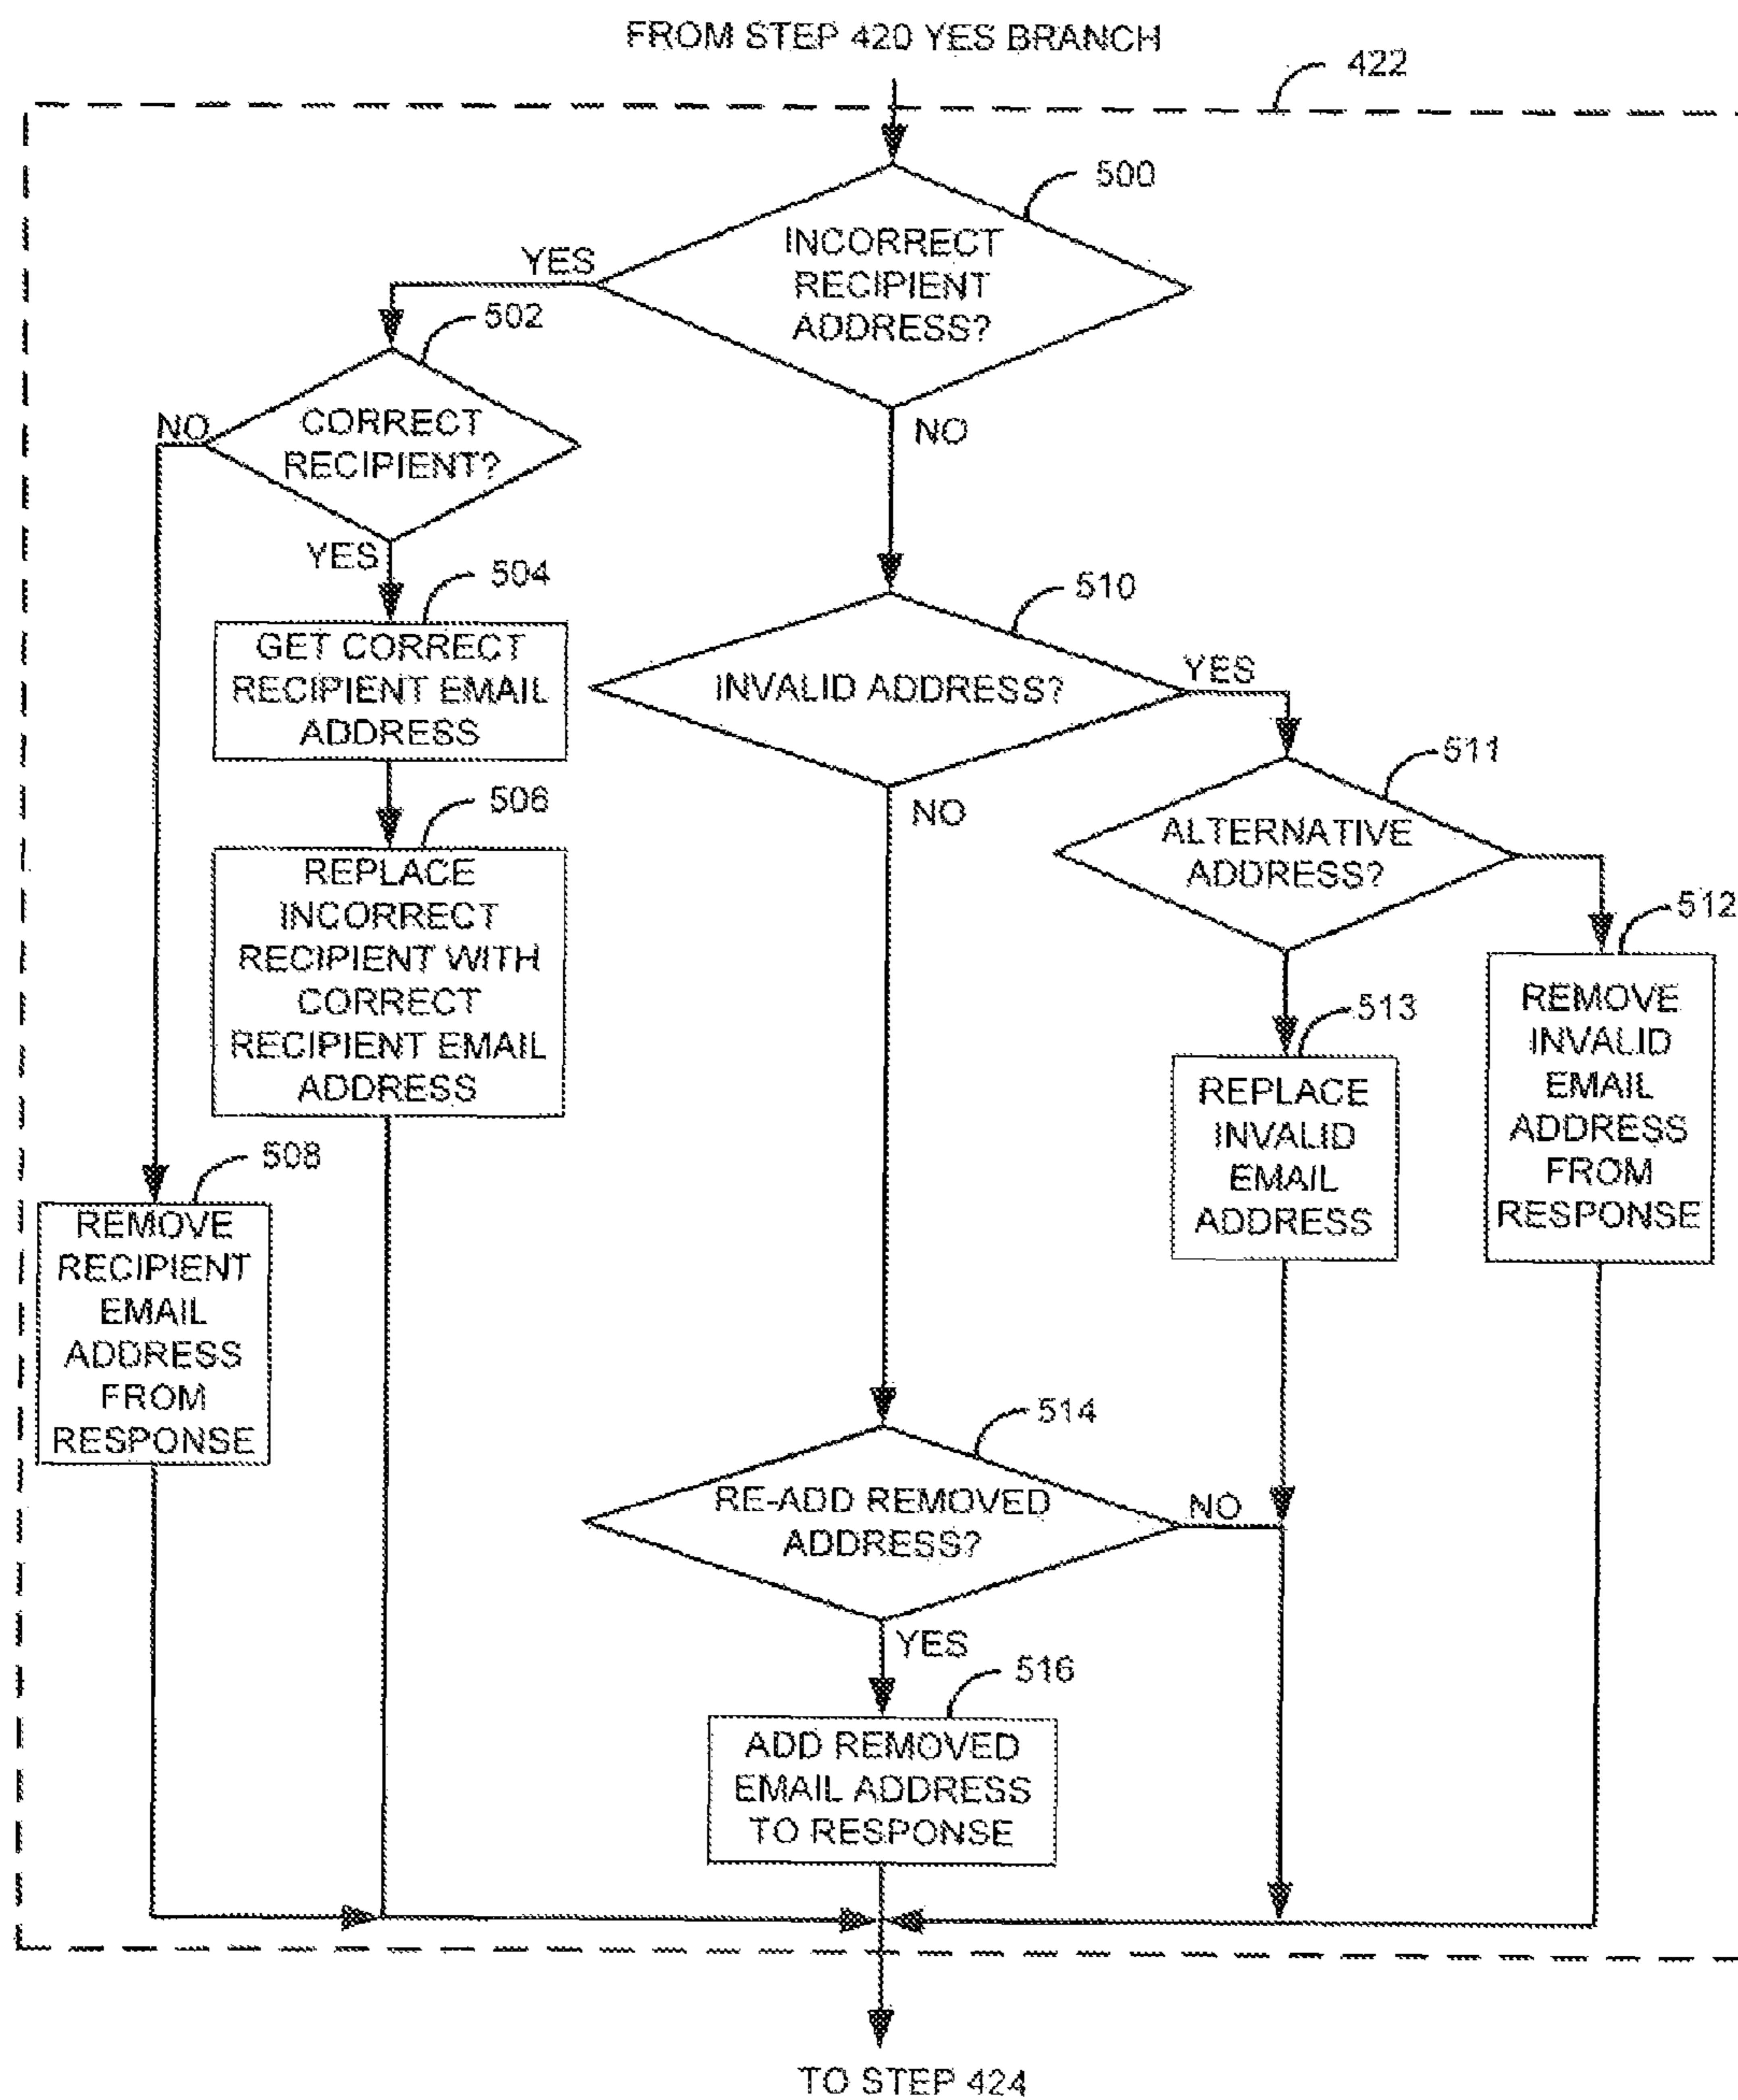 FROM STEP 420 YES BRANCH
422
500
INCORRECT
RECIPIENT
ADDRESS?
YES
NO
502
CORRECT
RECIPIENT?
NO
YES
504
GET CORRECT
RECIPIENT EMAIL
ADDRESS
506
REPLACE
INCORRECT
RECIPIENT WITH
CORRECT
RECIPIENT EMAIL
ADDRESS
508
REMOVE
RECIPIENT
EMAIL
ADDRESS
FROM
RESPONSE
510
INVALID ADDRESS?
YES
NO
511
ALTERNATIVE
ADDRESS?
512
REMOVE
INVALID
EMAIL
ADDRESS
FROM
RESPONSE
513
REPLACE
INVALID
EMAIL
ADDRESS
514
RE-ADD REMOVED
ADDRESS?
NO
YES
516
ADD REMOVED
EMAIL ADDRESS
TO RESPONSE
TO STEP 424